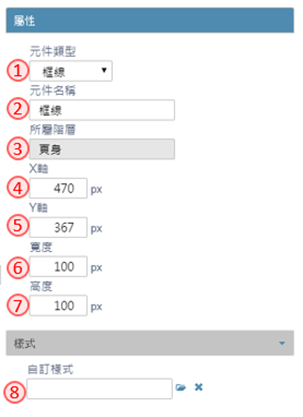 屬性
元件類型
1 框線
元件名稱
2 框線
所屬階層
3 頁身
X軸
4 470 px
Y軸
5 367 px
寬度
6 100 px
高度
7 100 px
樣式
自訂樣式
8